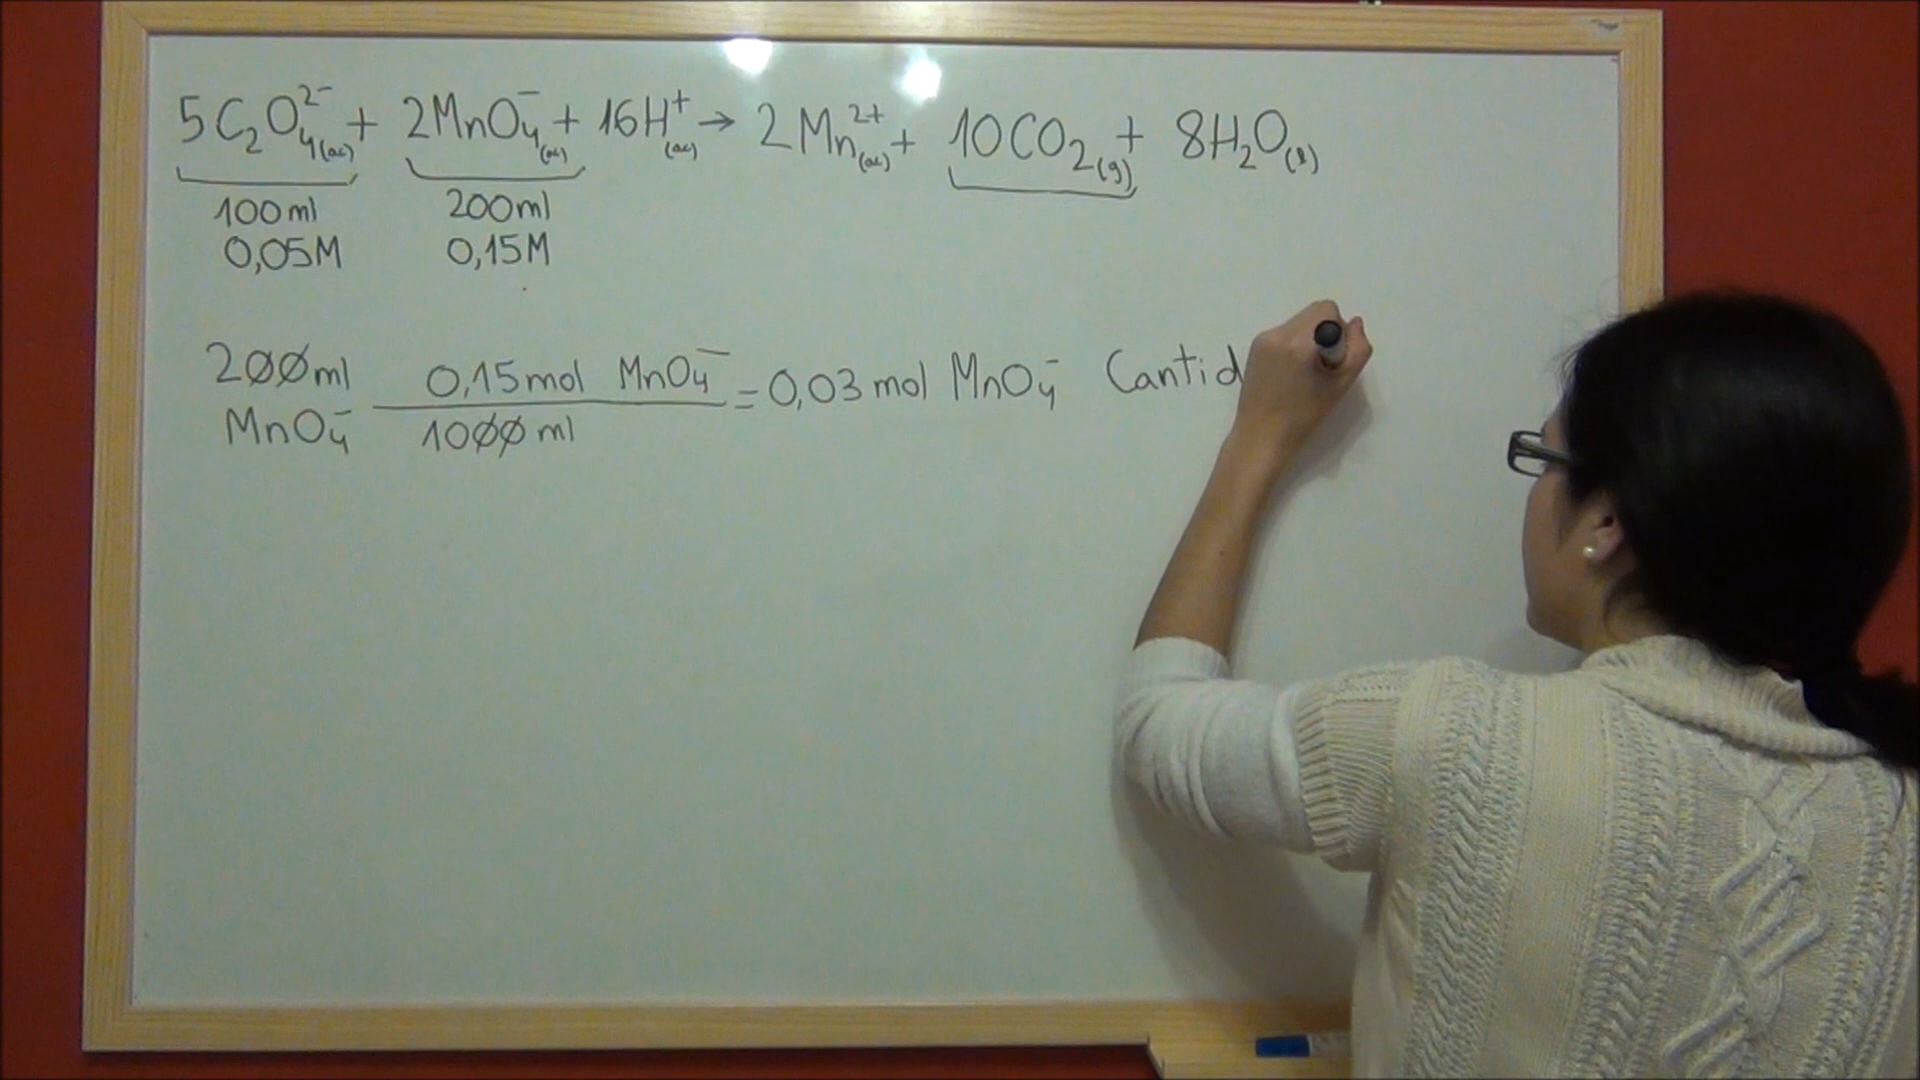 5C₂O₄²⁻(ac) + 2MnO₄⁻(ac) + 16H⁺(ac) → 2Mn²⁺(ac) + 10CO₂(g) + 8H₂O(l)
100ml 200ml
0,05M 0,15M
200ml 0,15mol MnO₄⁻ = 0,03 mol MnO₄⁻ Cantid
MnO₄⁻ 1000 ml